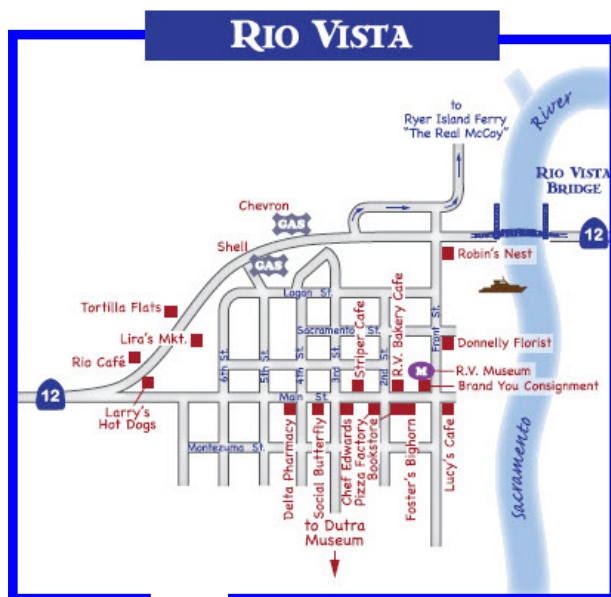 RIO VISTA
to
Ryer Island Ferry
"The Real McCoy"
River
RIO VISTA
BRIDGE
Chevron
GAS
12
Shell
GAS
Robin's Nest
Logan St.
Tortilla Flats
Sacramento St.
Lira's Mkt.
Front St.
Donnelly Florist
Rio Café
6th St.
5th St.
4th St.
3rd St.
Striper Cafe
2nd St.
R.V. Bakery Cafe
M
R.V. Museum
Brand You Consignment
12
Larry's
Hot Dogs
Main St.
Montezuma St.
Delta Pharmacy
Social Butterfly
Chef Edwards
Pizza Factory
Bookstore
Foster's Bighorn
Lucy's Cafe
Sacramento
to Dutra
Museum